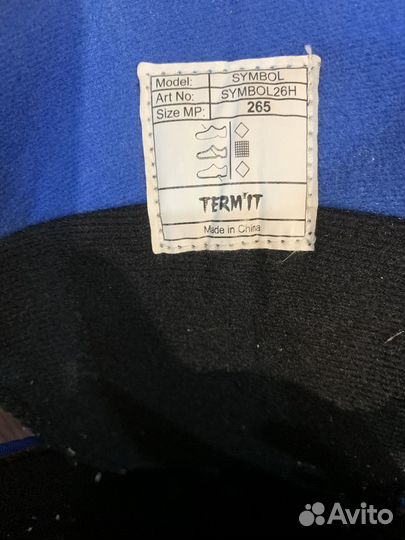 Model: SYMBOL
Art No: SYMBOL26H
Size MP: 265
TERM'IT
Made in China
Avito